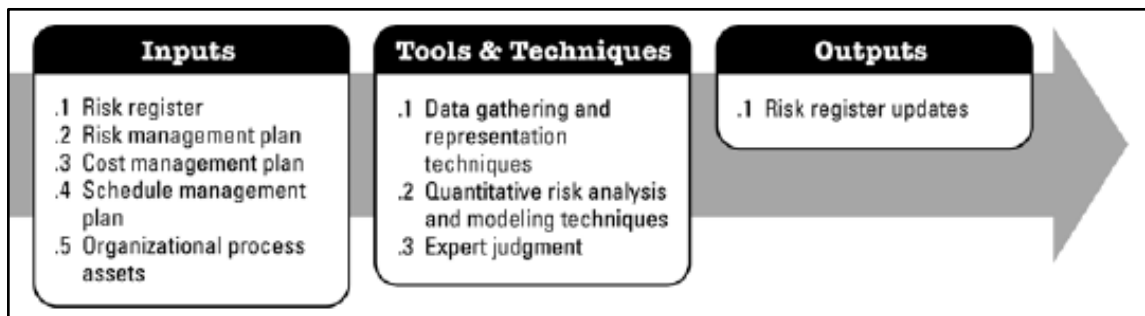 Inputs
.1 Risk register
.2 Risk management plan
.3 Cost management plan
.4 Schedule management
plan
.5 Organizational process
assets
Tools & Techniques
.1 Data gathering and
representation
techniques
.2 Quantitative risk analysis
and modeling techniques
.3 Expert judgment
Outputs
.1 Risk register updates